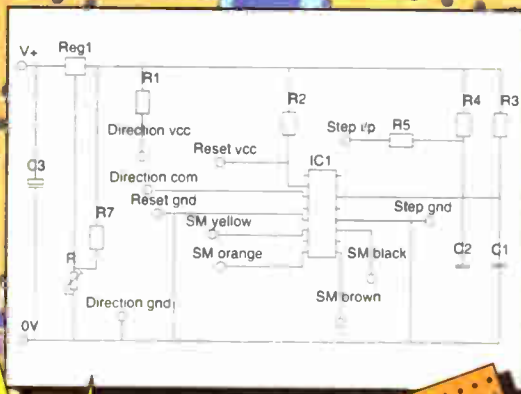 V+
Reg1
R1
R2
R4
R3
Step i/p
R5
Direction vcc
Reset vcc
C3
IC1
Direction com
Reset gnd
R7
SM yellow
Step gnd
SM orange
SM black
C2
C1
R
SM brown
Direction gnd
0V